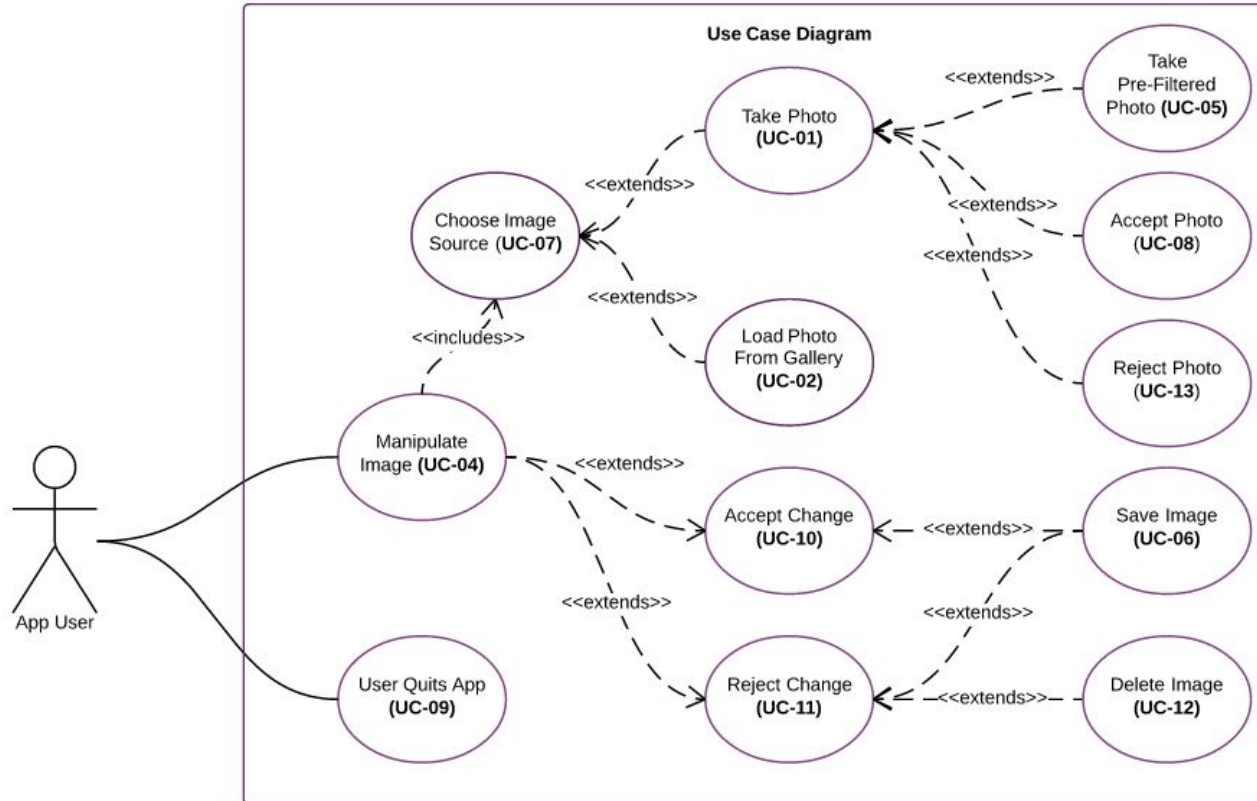 Use Case Diagram
Take
Pre-Filtered
Photo (UC-05)
<<extends>>
Take Photo
(UC-01)
<<extends>>
Choose Image
Source (UC-07)
<<extends>>
Accept Photo
(UC-08)
<<extends>>
<<extends>>
<<includes>>
Load Photo
From Gallery
(UC-02)
Reject Photo
(UC-13)
Manipulate
Image (UC-04)
<<extends>>
Accept Change
(UC-10)
<<extends>>
Save Image
(UC-06)
<<extends>>
<<extends>>
App User
User Quits App
(UC-09)
Reject Change
(UC-11)
<<extends>>
Delete Image
(UC-12)